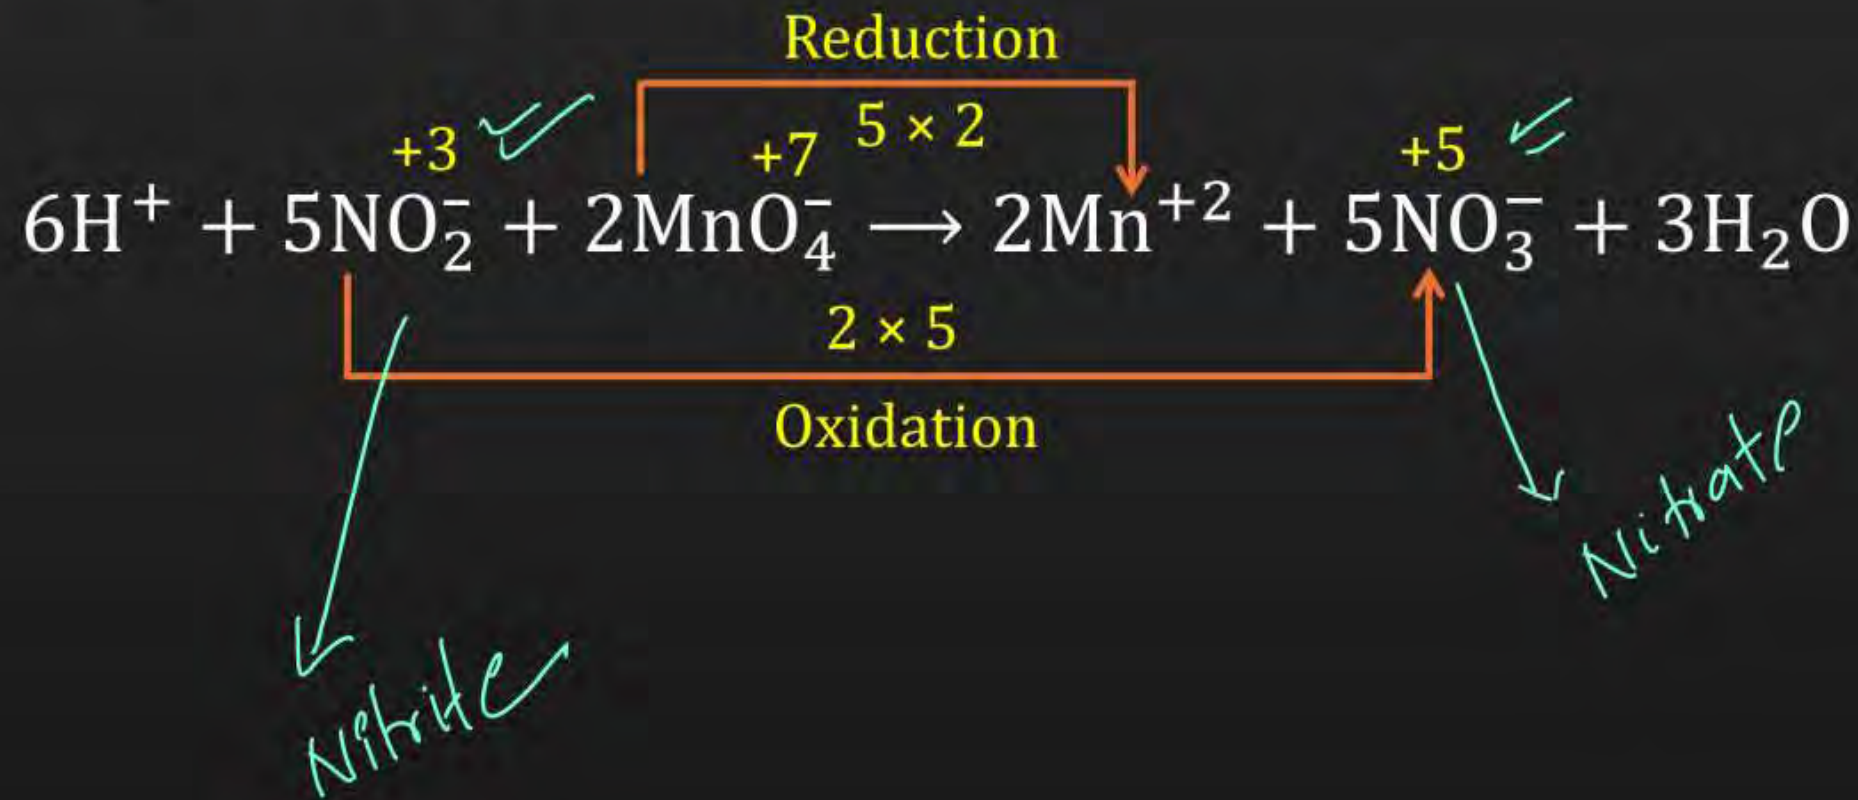 Reduction
5 × 2
+3 +7 +5
6H⁺ + 5NO₂⁻ + 2MnO₄⁻ ⟶ 2Mn⁺² + 5NO₃⁻ + 3H₂O
2 × 5
Oxidation
Nitrate
Nitrite